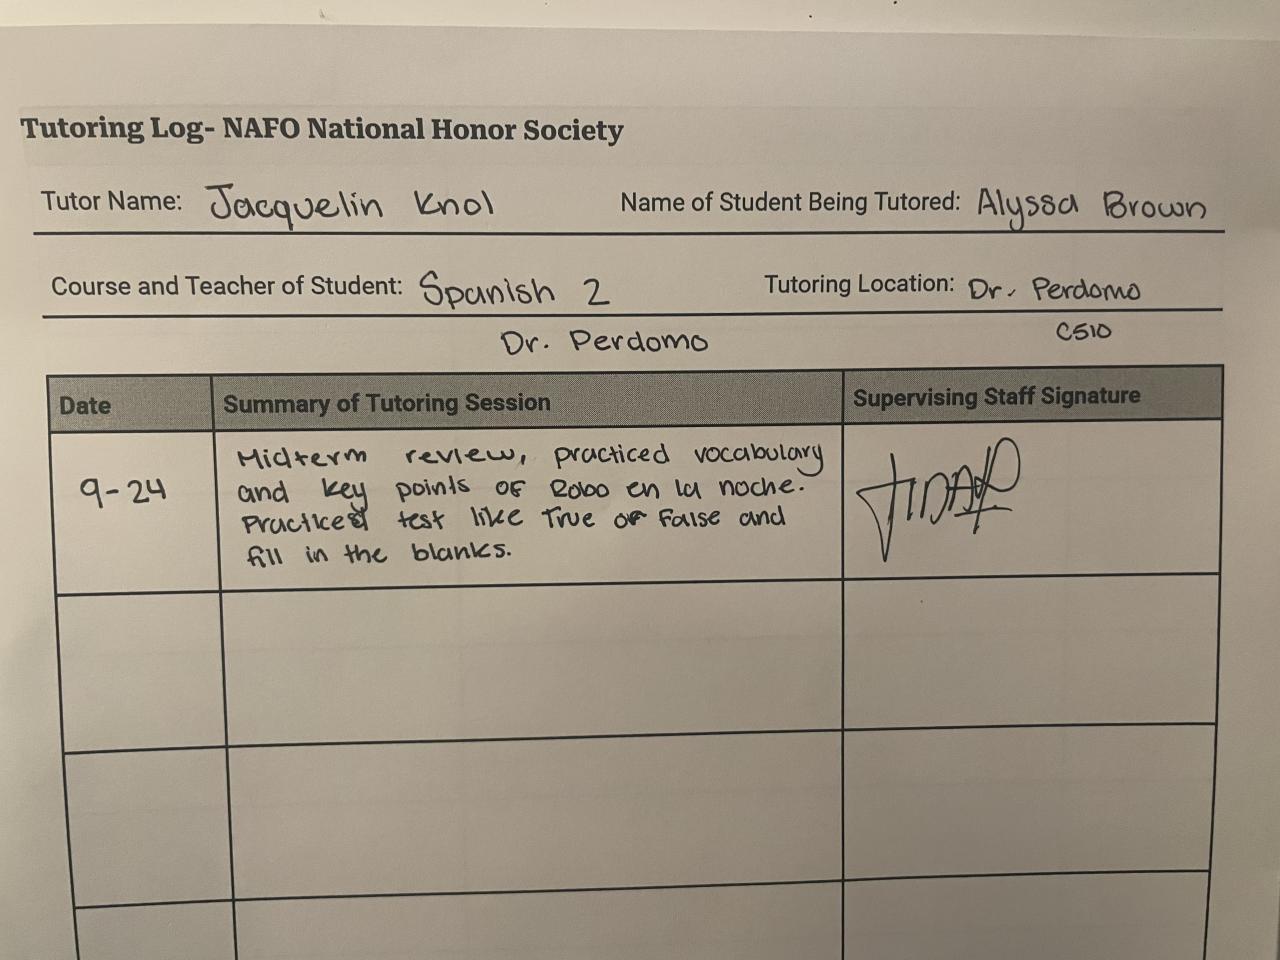 Tutoring Log- NAFO National Honor Society
Tutor Name: Jacquelin Knol Name of Student Being Tutored: Alyssa Brown
Course and Teacher of Student: Spanish 2 Tutoring Location: Dr. Perdomo
Dr. Perdomo C510
Date Summary of Tutoring Session Supervising Staff Signature
Midterm review, practiced vocabulary
9-24 and key points of Robo en la noche.
Practiced test like True or False and
fill in the blanks.